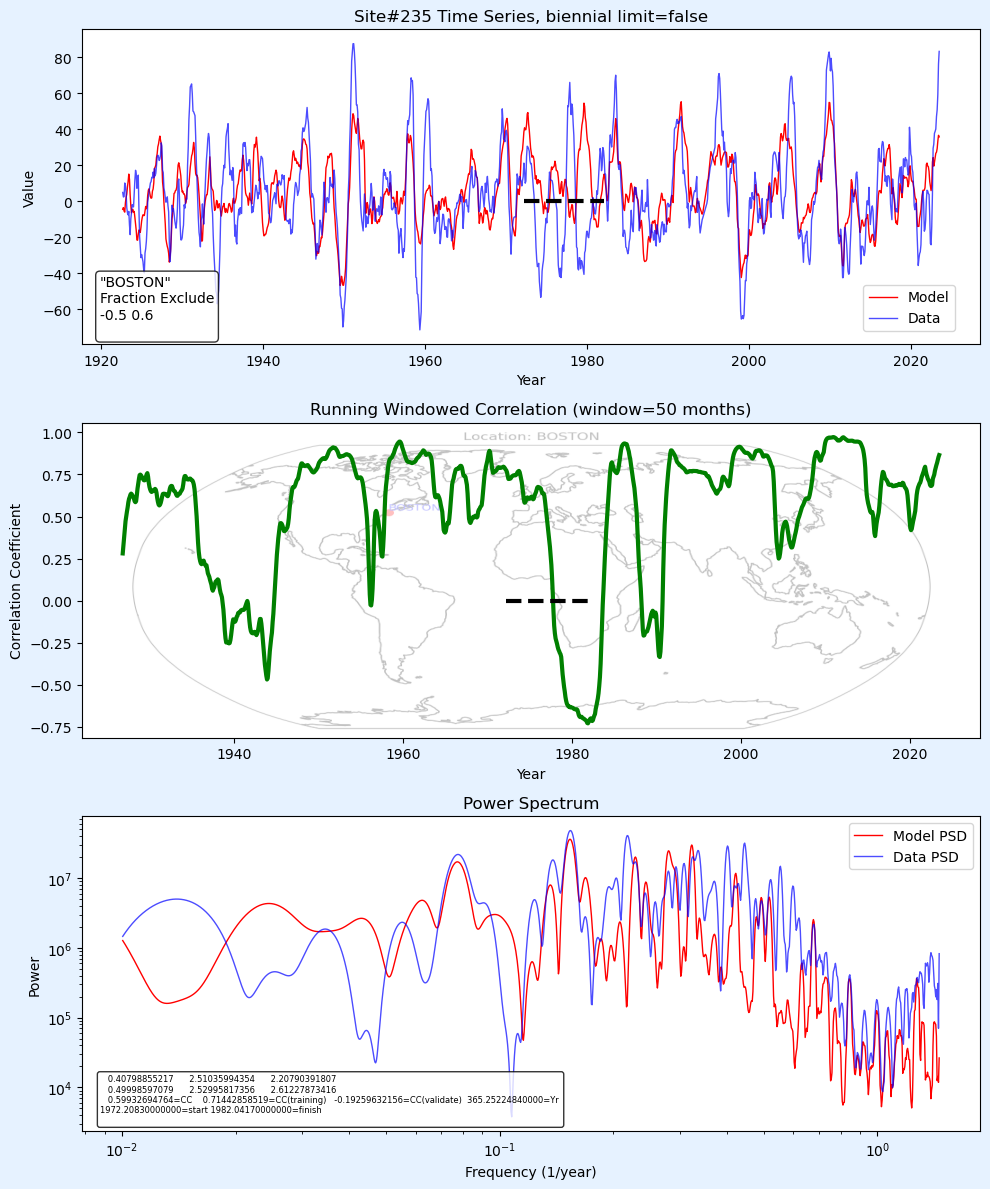 Site#235 Time Series, biennial limit=false
Value
80
60
40
20
0
−20
−40
−60
"BOSTON"
Fraction Exclude
-0.5 0.6
Model
Data
1920 1940 1960 1980 2000 2020
Year
Running Windowed Correlation (window=50 months)
Location: BOSTON
BOSTON
Correlation Coefficient
1.00
0.75
0.50
0.25
0.00
−0.25
−0.50
−0.75
1940 1960 1980 2000 2020
Year
Power Spectrum
Model PSD
Data PSD
Power
10⁷
10⁶
10⁵
10⁴
0.40798855217 2.51035994354 2.20790391807
0.49998597079 2.52995817356 2.61227873416
0.59932694764=CC 0.71442858519=CC(training) -0.19259632156=CC(validate) 365.25224840000=Yr
1972.20830000000=start 1982.04170000000=finish
10⁻² 10⁻¹ 10⁰
Frequency (1/year)